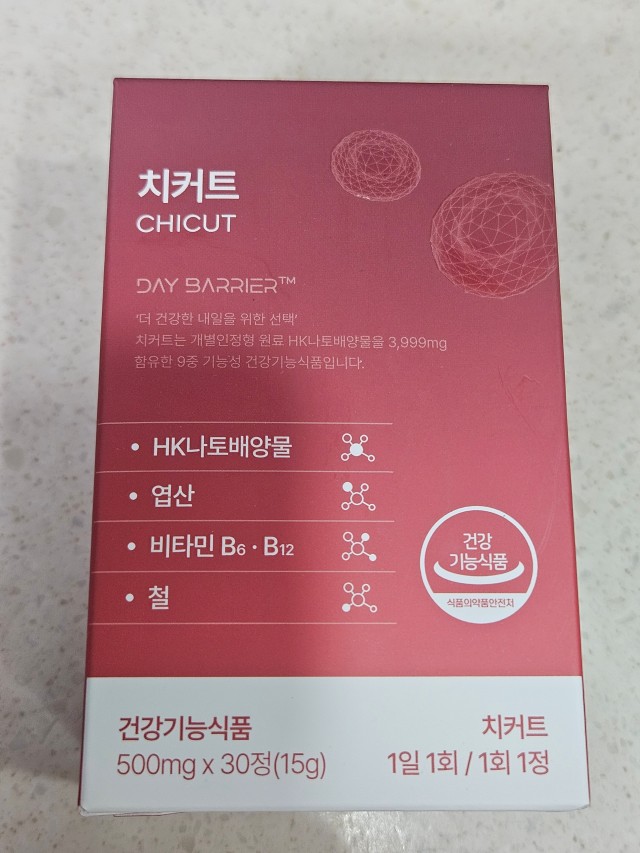 치커트
CHICUT
DAY BARRIER™
'더 건강한 내일을 위한 선택'
치커트는 개별인정형 원료 HK나토배양물을 3,999mg
함유한 9중 기능성 건강기능식품입니다.
• HK나토배양물
• 엽산
• 비타민 B6 · B12
• 철
건강
기능식품
식품의약품안전처
건강기능식품
500mg x 30정(15g)
치커트
1일 1회 / 1회 1정